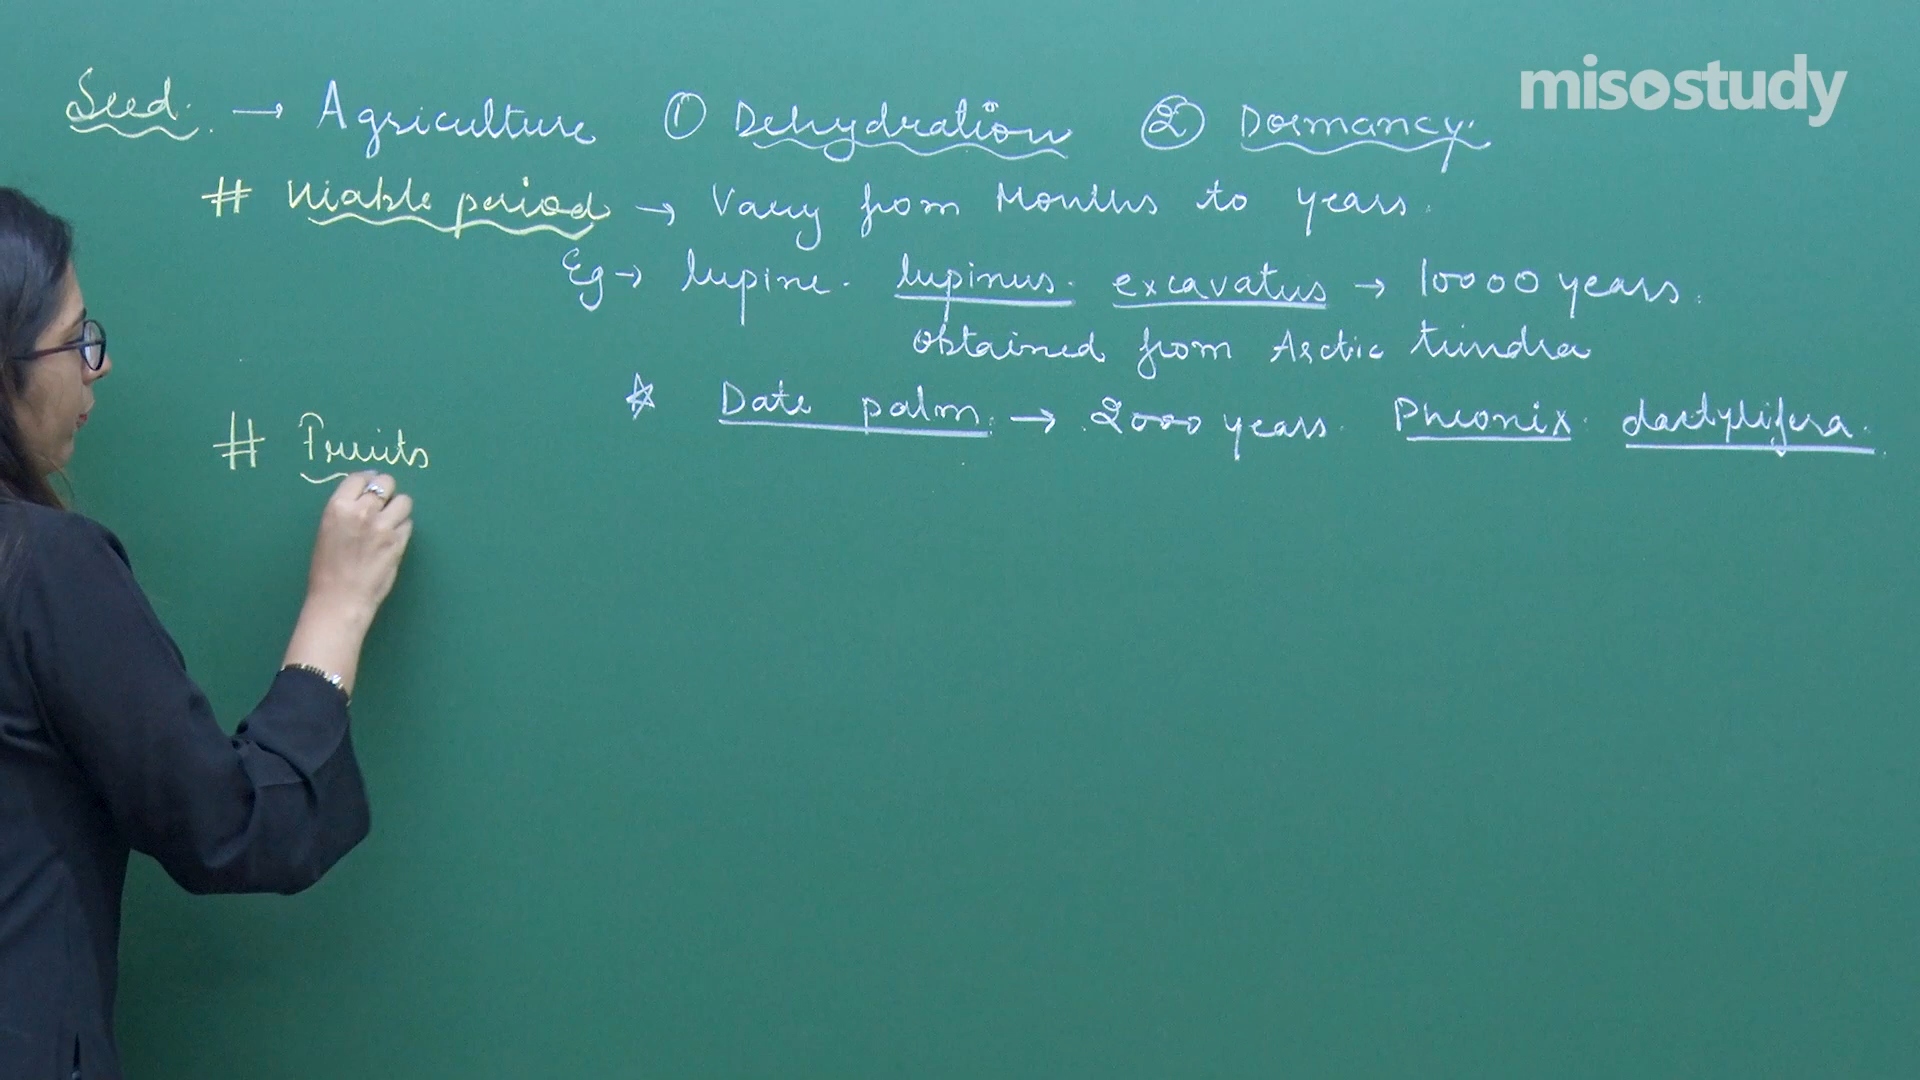 misostudy
Seed. → Agriculture ① Dehydration ② Dormancy.
# Viable period → Vary from Months to years.
Eg → lupine. lupinus excavatus → 10000 years.
obtained from Arctic tundra
☆ Date palm. → 2000 years. Pheonix dactylifera.
# Fruits